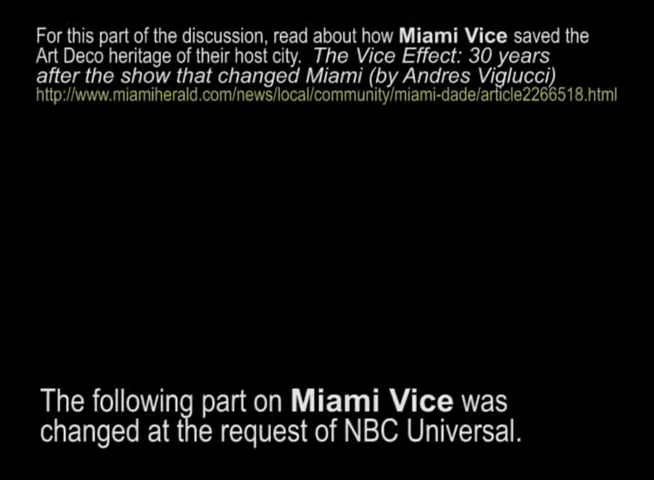 For this part of the discussion, read about how Miami Vice saved the
Art Deco heritage of their host city. The Vice Effect: 30 years
after the show that changed Miami (by Andres Viglucci)
http://www.miamiherald.com/news/local/community/miami-dade/article2266518.html
The following part on Miami Vice was
changed at the request of NBC Universal.